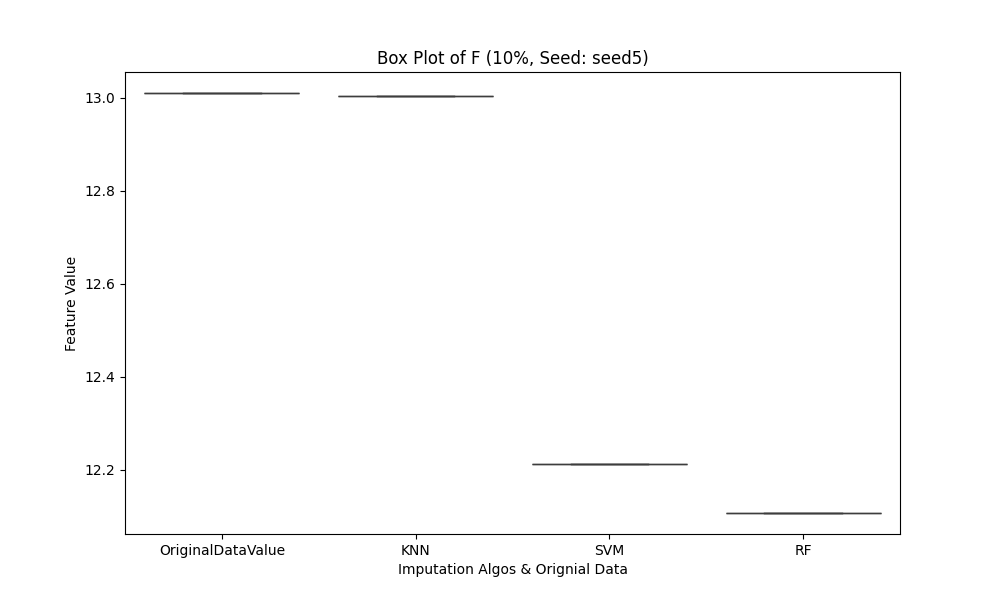 Box Plot of F (10%, Seed: seed5)
Feature Value
13.0
12.8
12.6
12.4
12.2
OriginalDataValue KNN SVM RF
Imputation Algos & Orignial Data